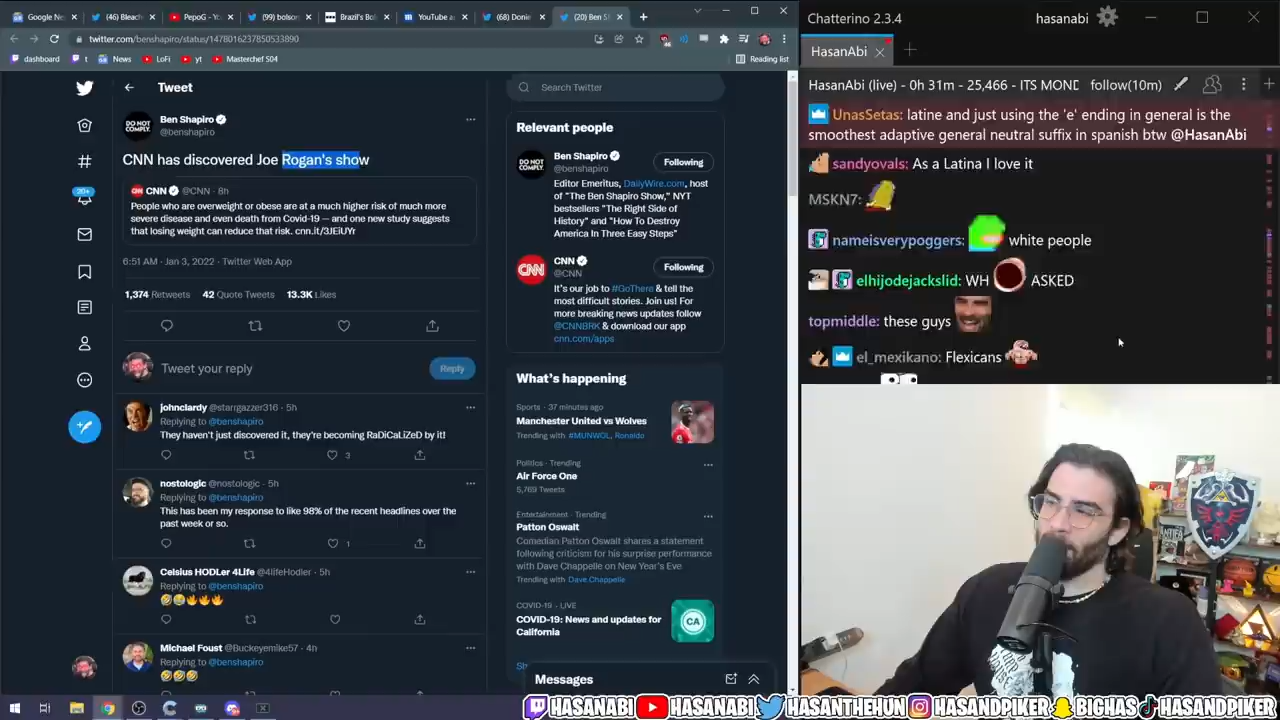 Google Ne
(46) Bleach
PepoG - Yo
(99) bolsor
Brazil's Bol
YouTube a
(68) Donie
(20) Ben Sh
twitter.com/benshapiro/status/1478016237850533890
dashboard
t
News
LoFi
yt
Masterchef S04
Reading list
Tweet
Ben Shapiro
@benshapiro
CNN has discovered Joe Rogan's show
CNN @CNN · 8h
People who are overweight or obese are at a much higher risk of much more
severe disease and even death from Covid-19 — and one new study suggests
that losing weight can reduce that risk. cnn.it/3JEiUYr
6:51 AM · Jan 3, 2022 · Twitter Web App
1,374 Retweets 42 Quote Tweets 13.3K Likes
Tweet your reply
Reply
johnclardy @starrgazzer316 · 5h
Replying to @benshapiro
They haven't just discovered it, they're becoming RaDiCaLiZeD by it!
3
nostologic @nostologic · 5h
Replying to @benshapiro
This has been my response to like 98% of the recent headlines over the
past week or so.
1
Celsius HODLer 4Life @4lifeHodler · 5h
Replying to @benshapiro
🤣😂🔥🔥🔥
Michael Foust @Buckeyemike57 · 4h
Replying to @benshapiro
🤣🤣🤣
20+
Search Twitter
Relevant people
DO NOT COMPLY.
Ben Shapiro
@benshapiro
Following
Editor Emeritus, DailyWire.com, host
of "The Ben Shapiro Show," NYT
bestsellers "The Right Side of
History" and "How To Destroy
America In Three Easy Steps"
CNN
@CNN
Following
It's our job to #GoThere & tell the
most difficult stories. Join us! For
more breaking news updates follow
@CNNBRK & download our app
cnn.com/apps
What's happening
Sports · 37 minutes ago
Manchester United vs Wolves
Trending with #MUNWOL, Ronaldo
Politics · Trending
Air Force One
5,769 Tweets
Entertainment · Trending
Patton Oswalt
Comedian Patton Oswalt shares a statement
following criticism for his surprise performance
with Dave Chappelle on New Year's Eve
Trending with Dave Chappelle
COVID-19 · LIVE
COVID-19: News and updates for
California
CA
Sh
Messages
Chatterino 2.3.4
hasanabi
HasanAbi
HasanAbi (live) - 0h 31m - 25,466 - ITS MOND
follow(10m)
UnasSetas: latine and just using the 'e' ending in general is the
smoothest adaptive general neutral suffix in spanish btw @HasanAbi
sandyovals: As a Latina I love it
MSKN7:
nameisverypoggers: white people
elhijodejackslid: WH ASKED
topmiddle: these guys
el_mexikano: Flexicans
HASANABI HASANABI HASANTHEHUN HASANDPIKER BIGHAS HASANDPIKER